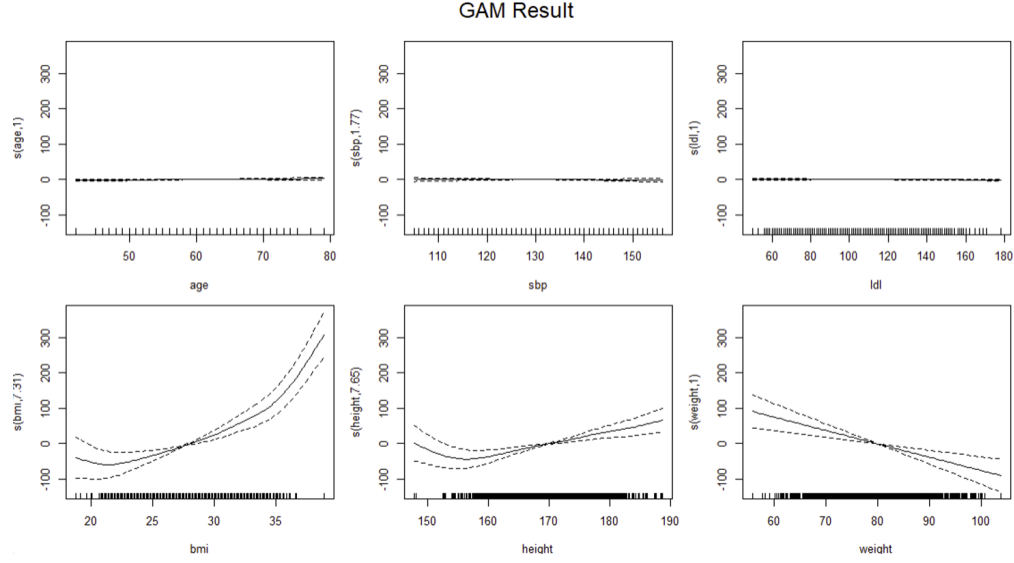 GAM Result
s(age,1)
-100 0 100 200 300
50 60 70 80
age
s(sbp,1.77)
-100 0 100 200 300
110 120 130 140 150
sbp
s(ldl,1)
-100 0 100 200 300
60 80 100 120 140 160 180
ldl
s(bmi,7.31)
-100 0 100 200 300
20 25 30 35
bmi
s(height,7.65)
-100 0 100 200 300
150 160 170 180 190
height
s(weight,1)
-100 0 100 200 300
60 70 80 90 100
weight